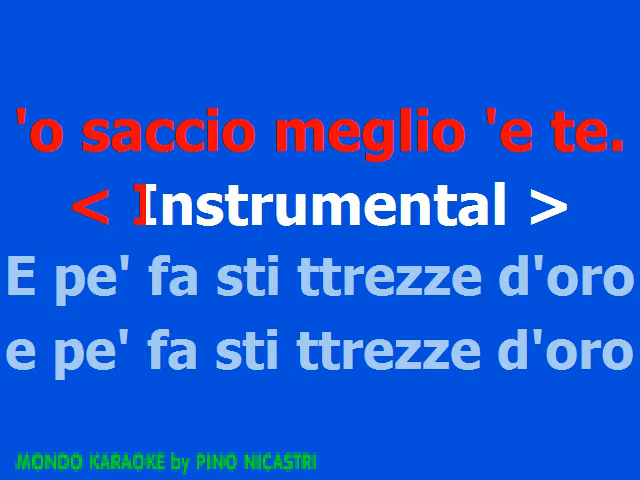 'o saccio meglio 'e te.
< Instrumental >
E pe' fa sti ttrezze d'oro
e pe' fa sti ttrezze d'oro
MONDO KARAOKE by PINO NICASTRI